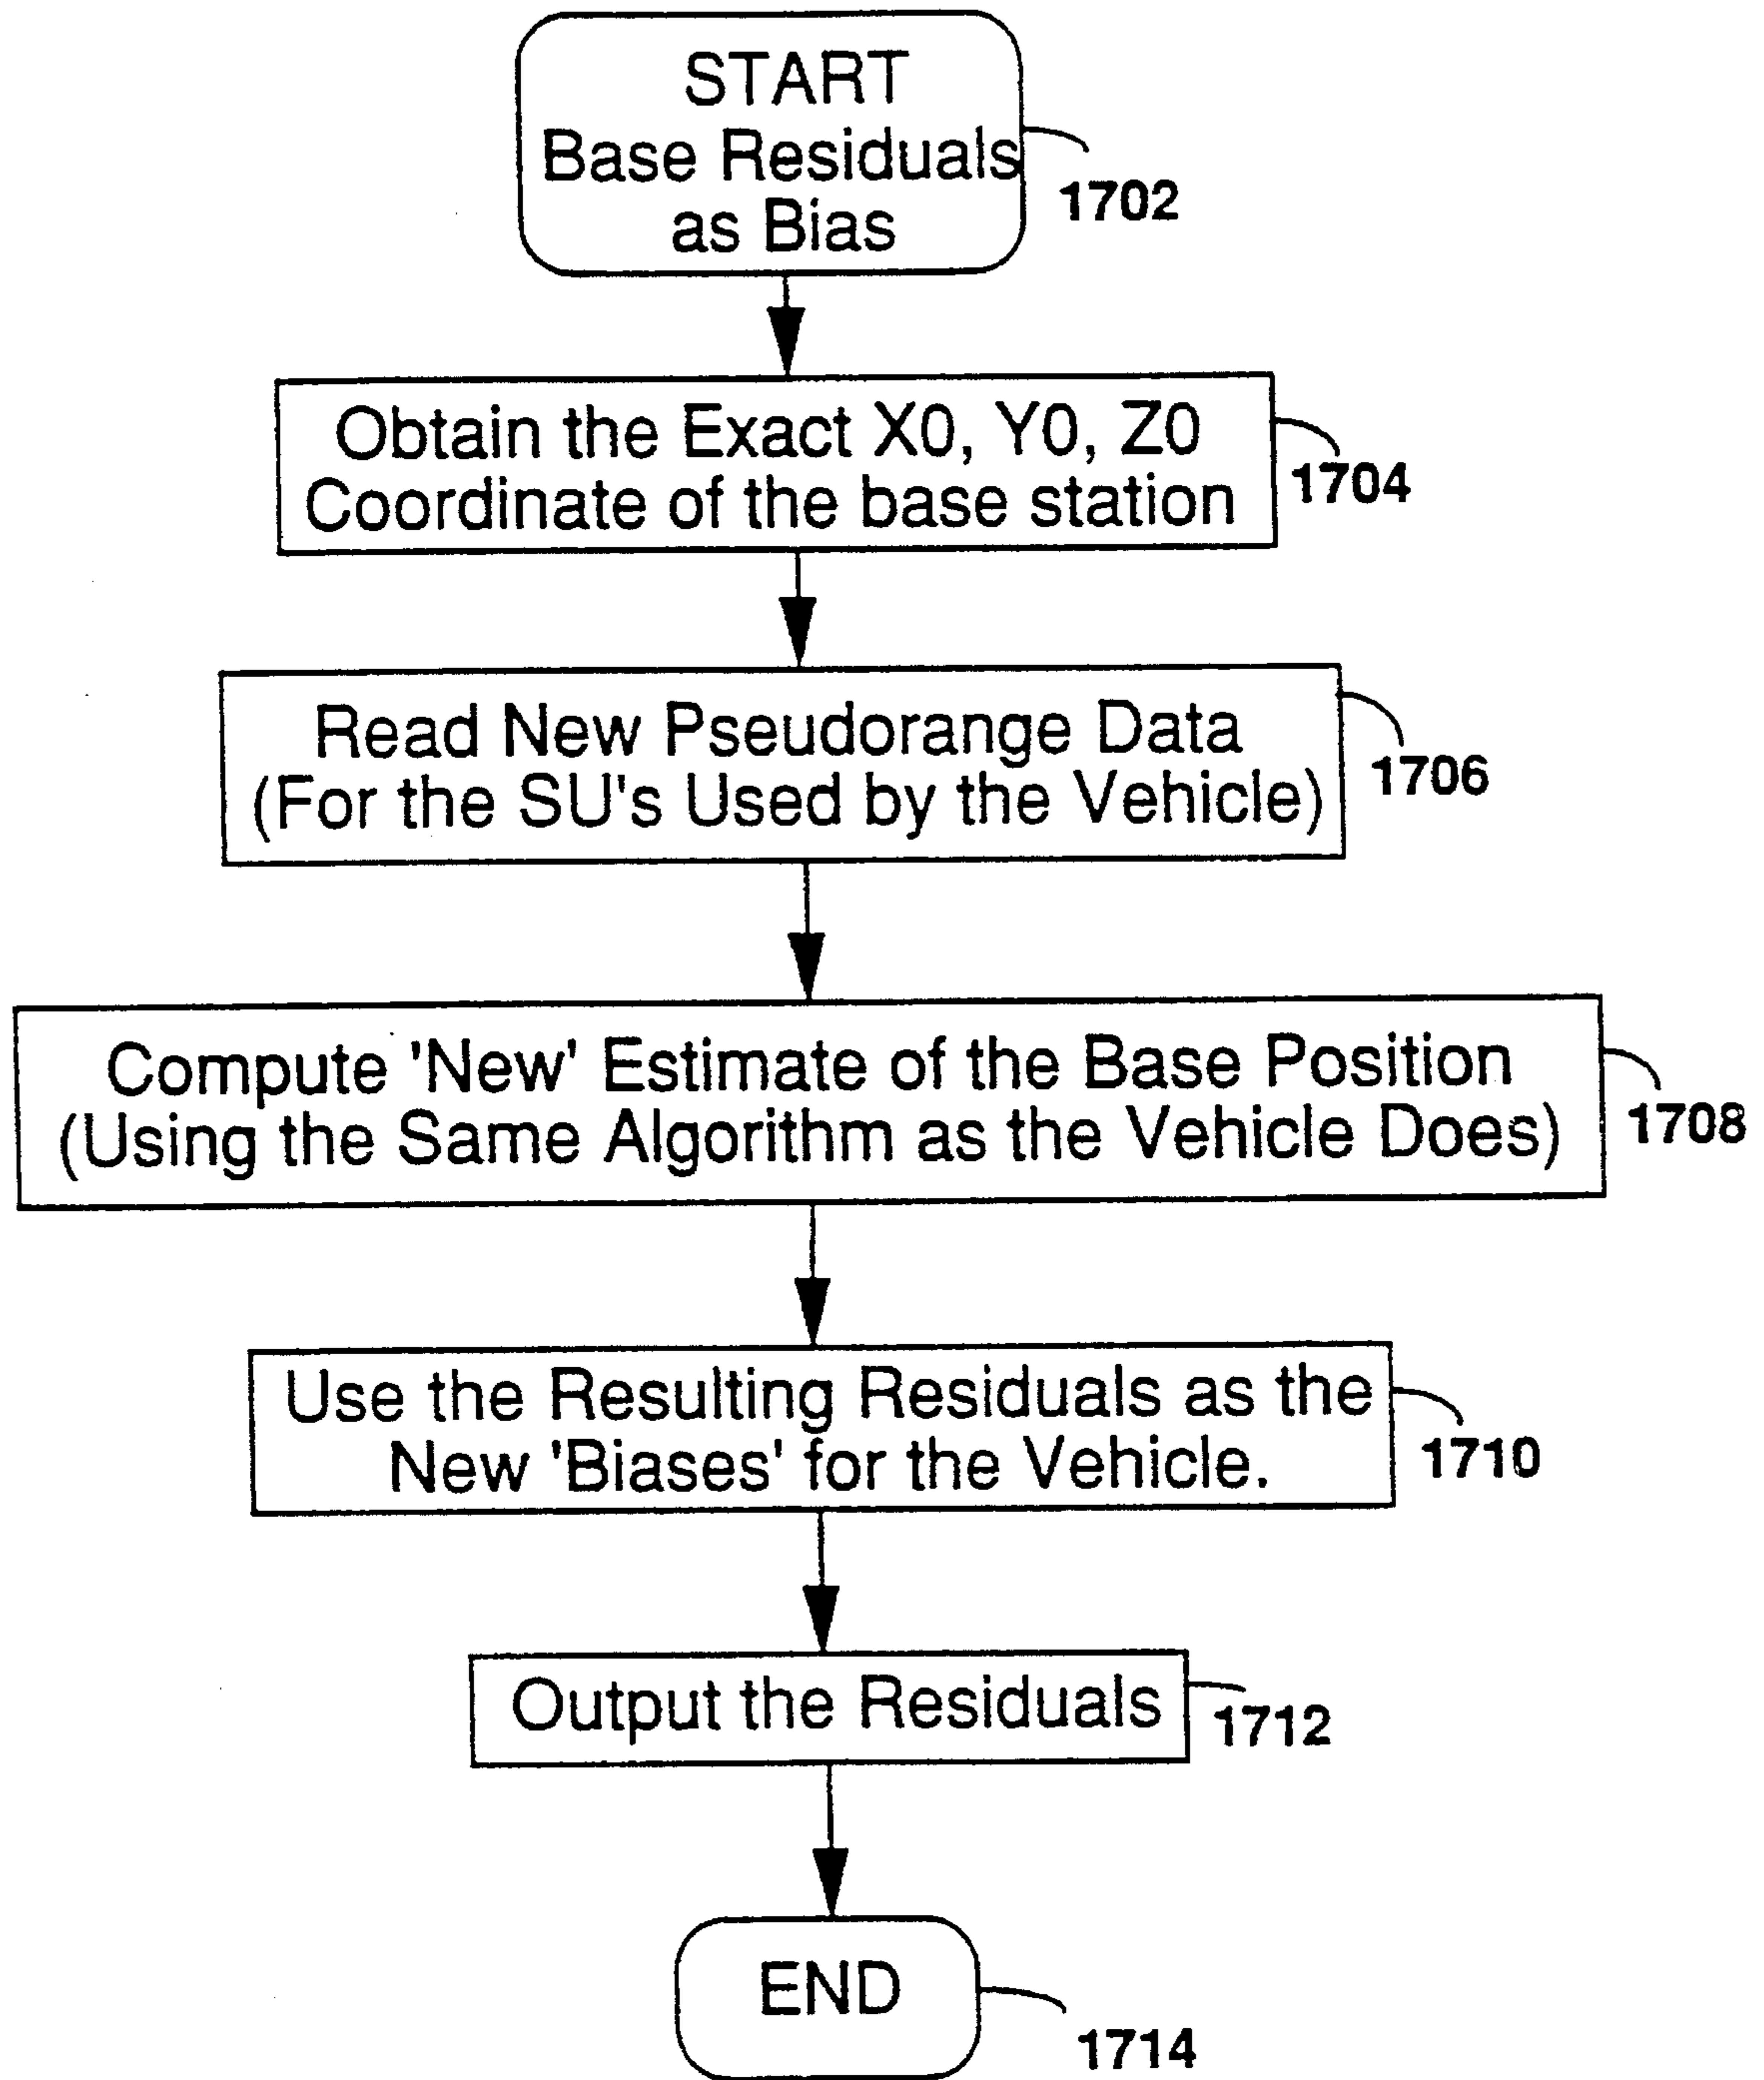 START
Base Residuals
as Bias
1702
Obtain the Exact X0, Y0, Z0
Coordinate of the base station
1704
Read New Pseudorange Data
(For the SU's Used by the Vehicle)
1706
Compute 'New' Estimate of the Base Position
(Using the Same Algorithm as the Vehicle Does)
1708
Use the Resulting Residuals as the
New 'Biases' for the Vehicle.
1710
Output the Residuals
1712
END
1714